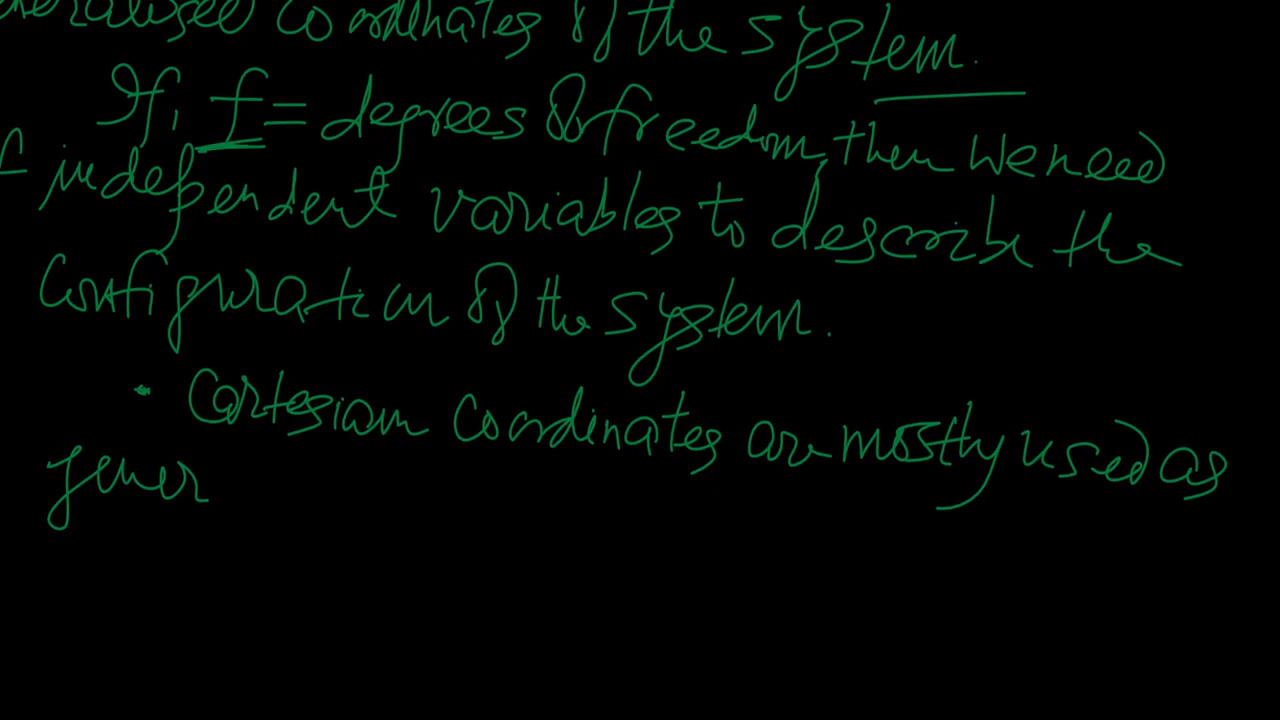 coordinates of the system.
If, f = degrees of freedom, then we need
f independent variables to describe the
configuration of the system.
• Cartesian coordinates are mostly used as
gener